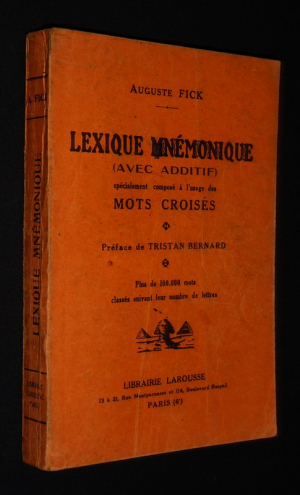 AUGUSTE FICK
LEXIQUE MNÉMONIQUE
(AVEC ADDITIF)
spécialement composé à l'usage des
MOTS CROISÉS
Préface de TRISTAN BERNARD
Plus de 160.000 mots
classés suivant leur nombre de lettres
LIBRAIRIE LAROUSSE
13 à 21, Rue Montparnasse et 114, Boulevard Raspail
PARIS (6e)
A. FICK
LEXIQUE MNÉMONIQUE